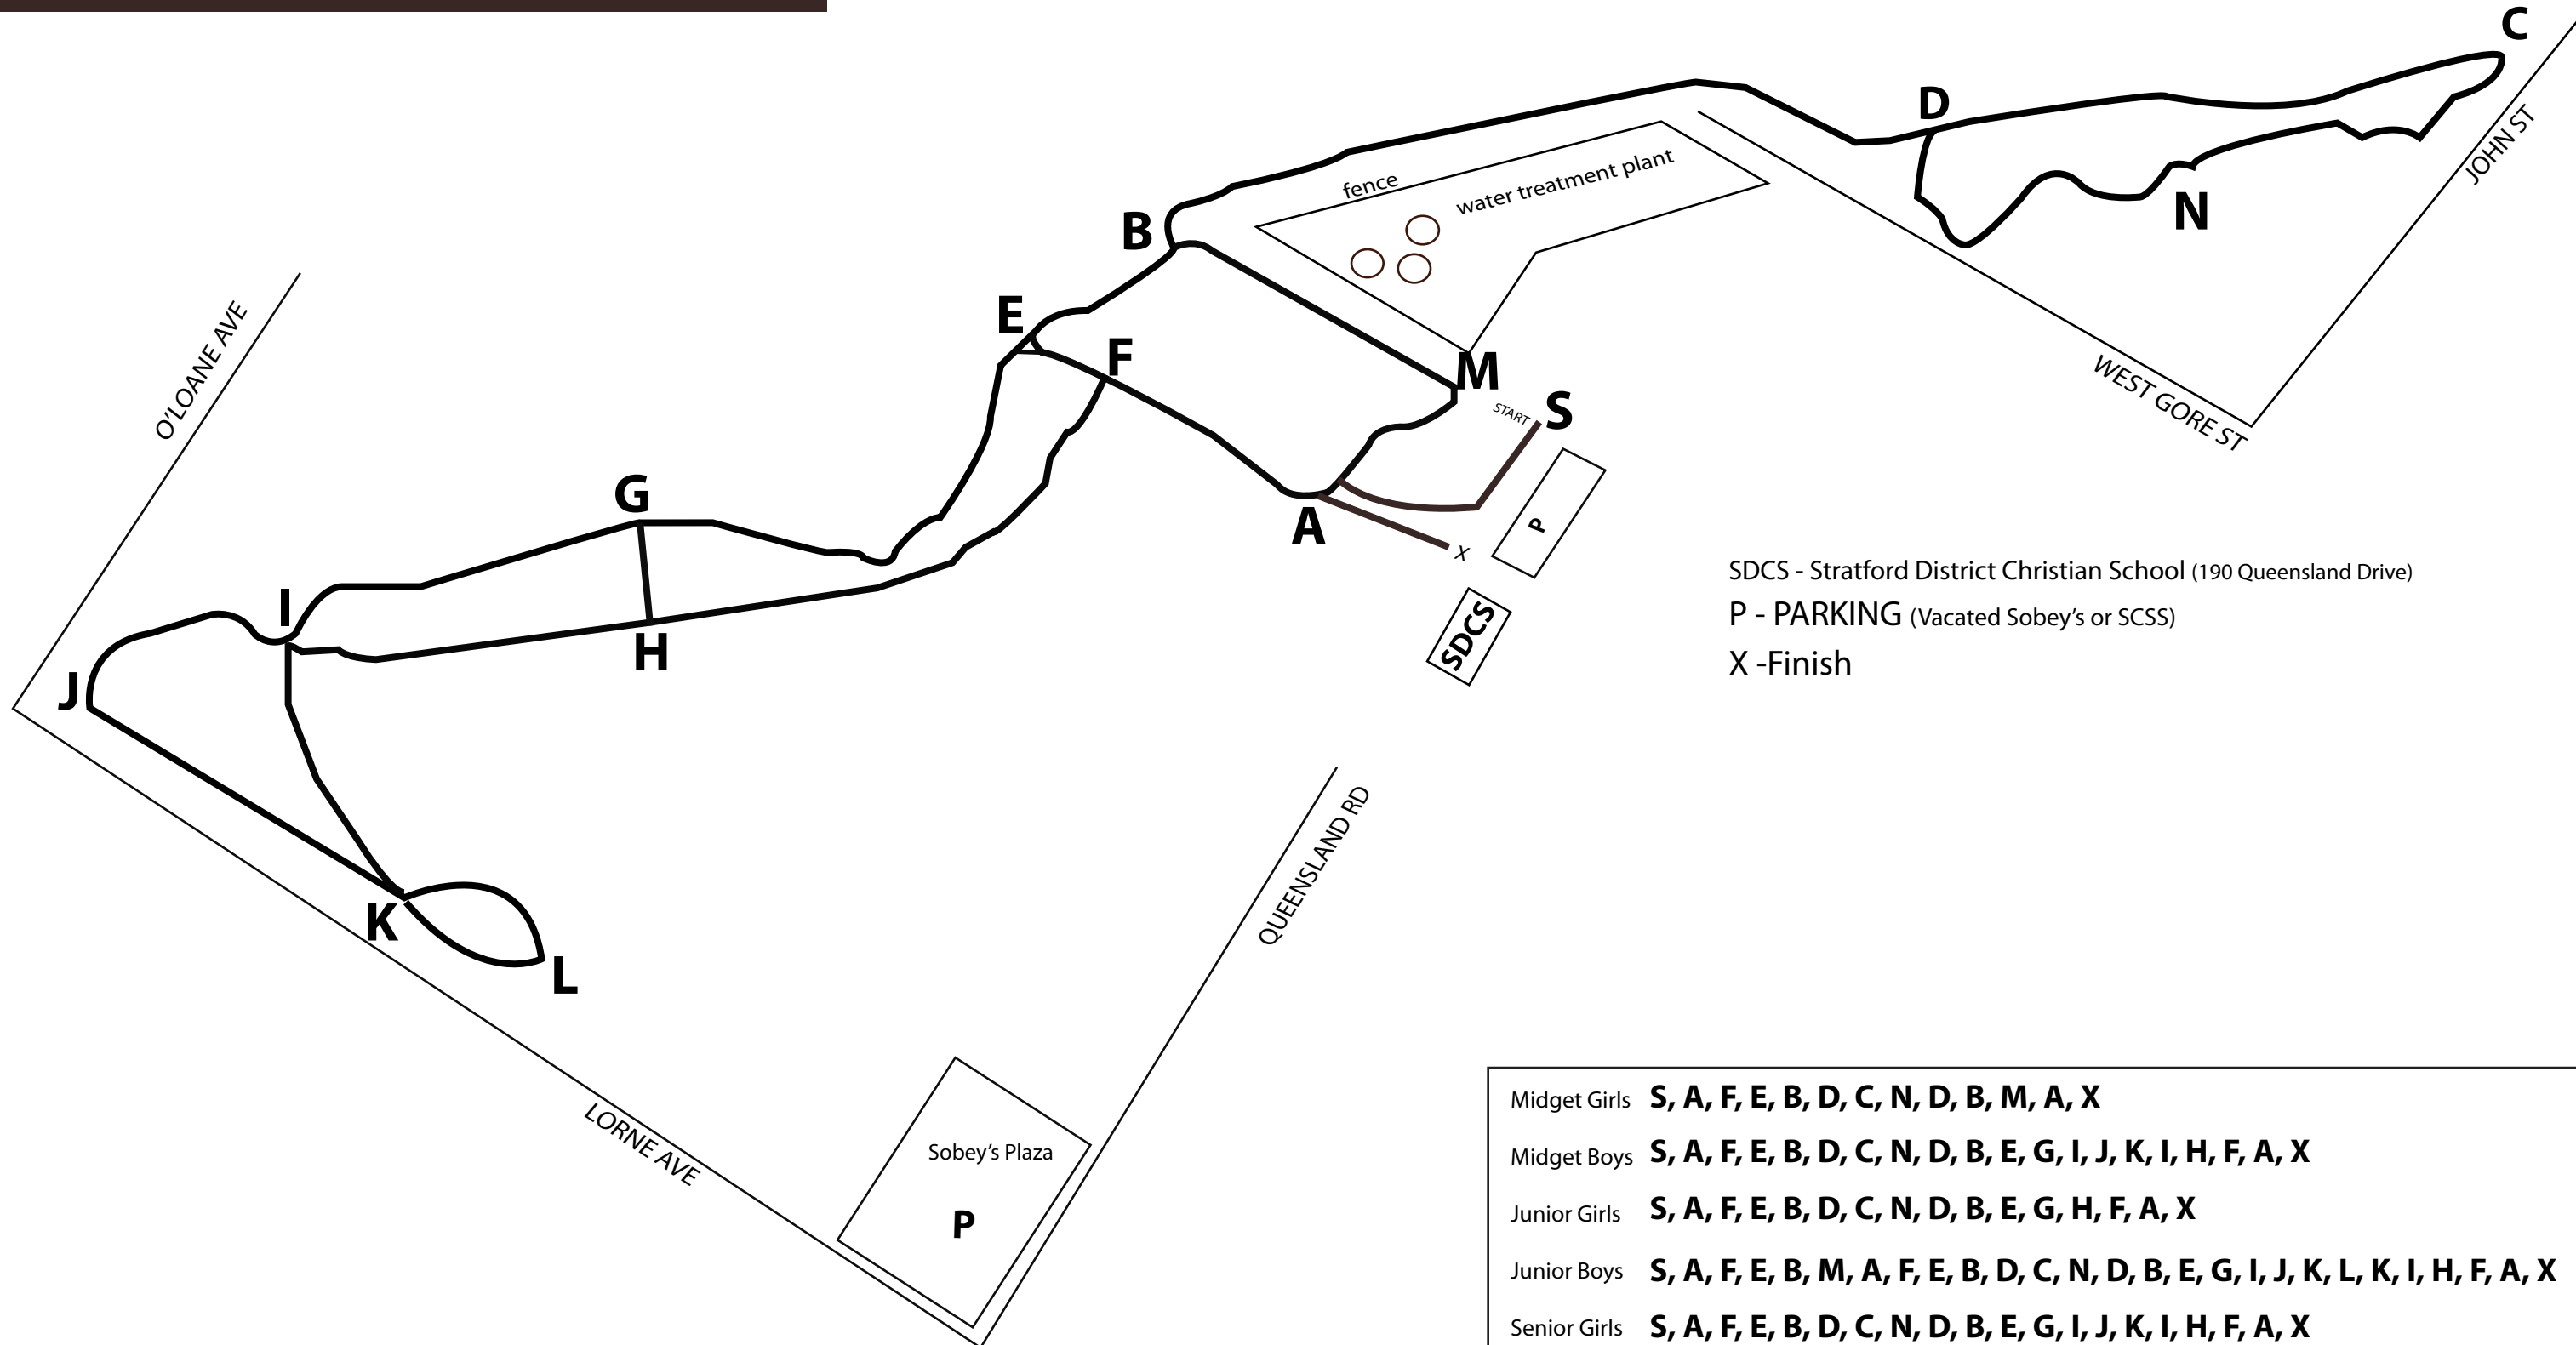 C
D
JOHN ST
N
fence
water treatment plant
B
E
F
M
START
S
O'LOANE AVE
WEST GORE ST
G
A
X
P
SDCS
SDCS - Stratford District Christian School (190 Queensland Drive)
P - PARKING (Vacated Sobey's or SCSS)
X -Finish
I
H
J
K
L
QUEENSLAND RD
LORNE AVE
Sobey's Plaza
P
Midget Girls S, A, F, E, B, D, C, N, D, B, M, A, X
Midget Boys S, A, F, E, B, D, C, N, D, B, E, G, I, J, K, I, H, F, A, X
Junior Girls S, A, F, E, B, D, C, N, D, B, E, G, H, F, A, X
Junior Boys S, A, F, E, B, M, A, F, E, B, D, C, N, D, B, E, G, I, J, K, L, K, I, H, F, A, X
Senior Girls S, A, F, E, B, D, C, N, D, B, E, G, I, J, K, I, H, F, A, X